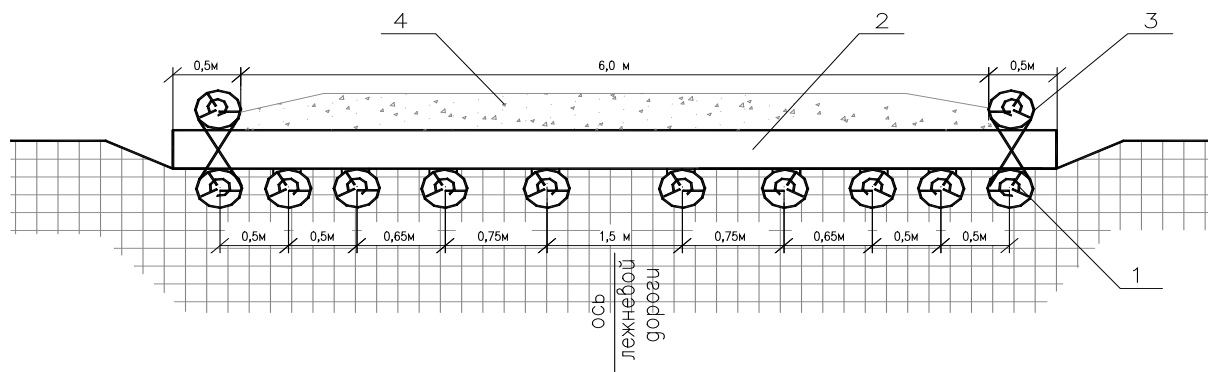 4
2
3
0,5м
6,0 м
0,5м
0,5м
0,5м
0,65м
0,75м
1,5 м
0,75м
0,65м
0,5м
0,5м
1
ось
лежневой
дороги